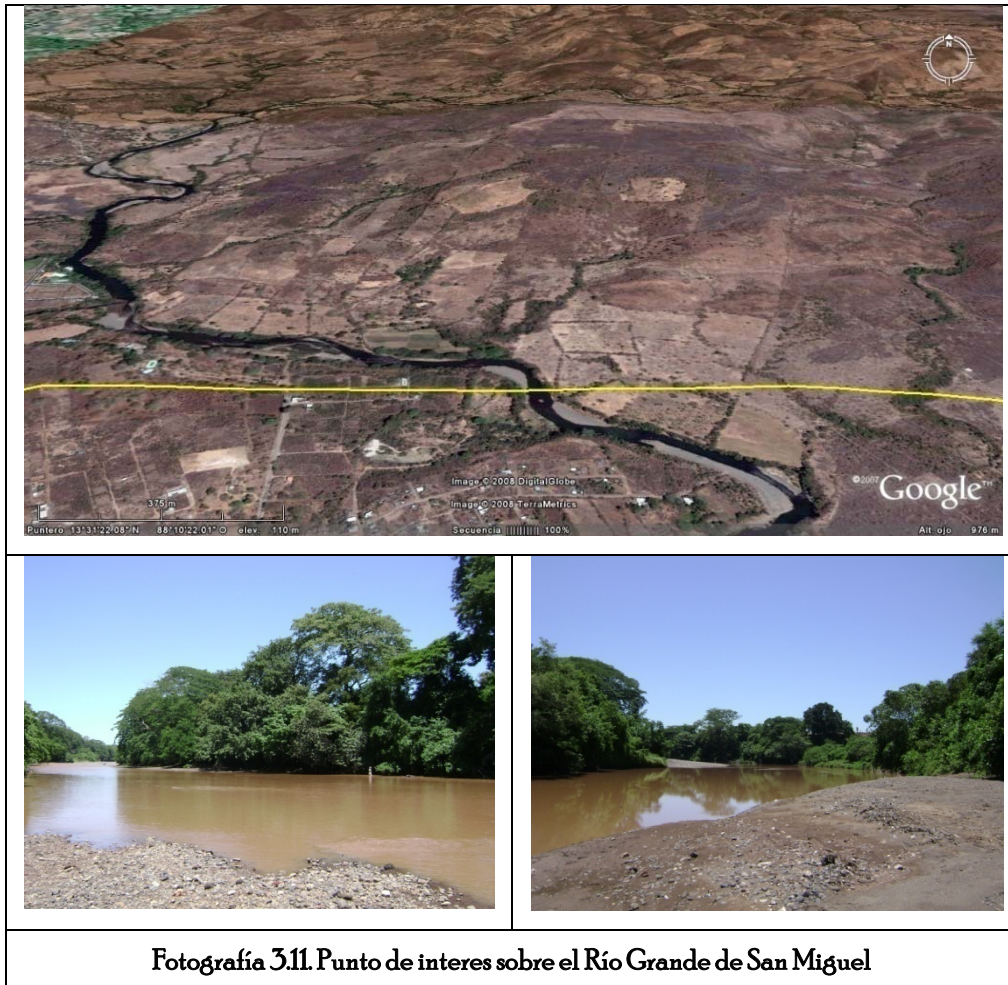 N
B
Image © 2008 DigitalGlobe
©2007 Google™
375 m
Image © 2008 TerraMetrics
Puntero 13°31'22.08" N 88°10'22.01" O elev. 110 m Secuencia |||||||||| 100% Alt. ojo 976 m
Fotografía 3.11. Punto de interes sobre el Río Grande de San Miguel